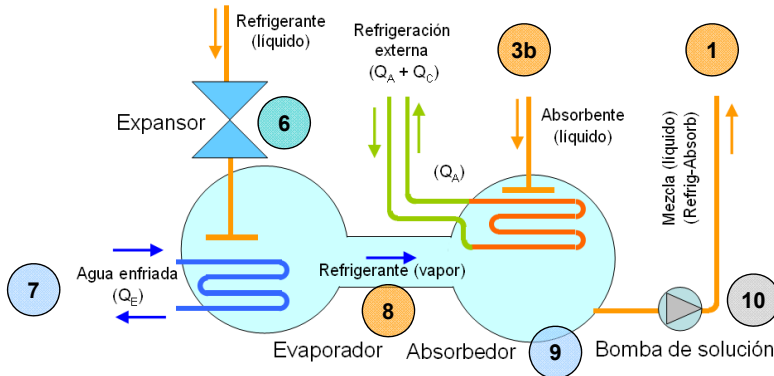 Refrigerante
(líquido)
Refrigeración
externa
(QA + QC)
3b
1
Expansor
6
Absorbente
(líquido)
(QA)
Mezcla (líquido)
(Refrig-Absorb)
7
Agua enfriada
(QE)
Refrigerante (vapor)
8
10
Evaporador
Absorbedor
9
Bomba de solución